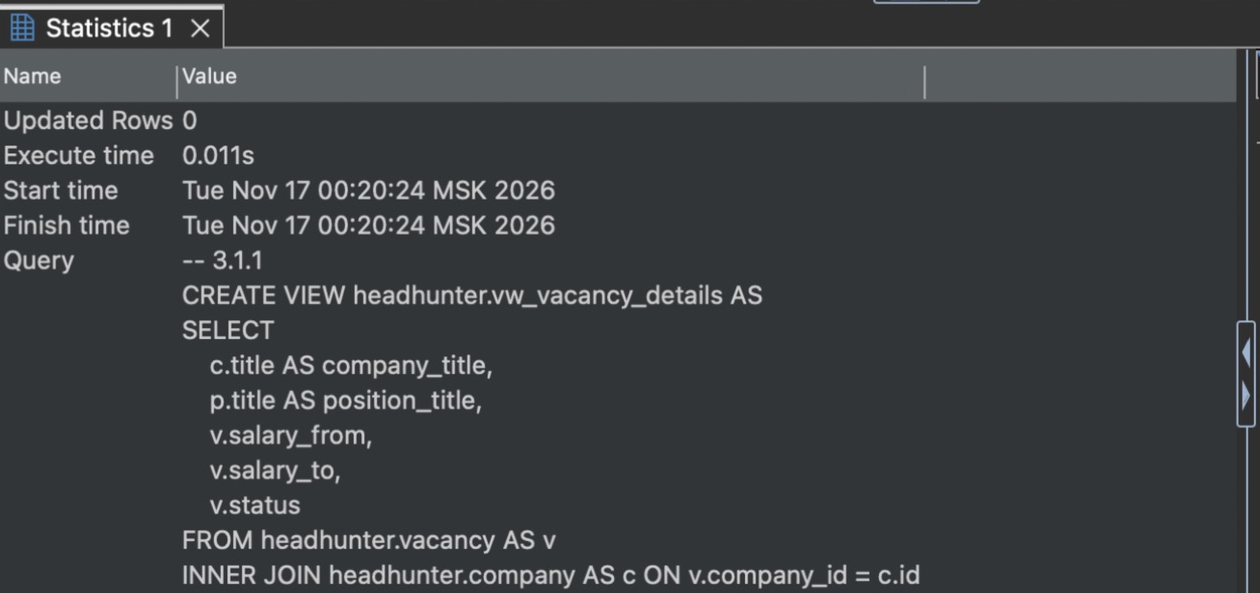 Statistics 1
Name Value
Updated Rows 0
Execute time 0.011s
Start time Tue Nov 17 00:20:24 MSK 2026
Finish time Tue Nov 17 00:20:24 MSK 2026
Query -- 3.1.1
CREATE VIEW headhunter.vw_vacancy_details AS
SELECT
c.title AS company_title,
p.title AS position_title,
v.salary_from,
v.salary_to,
v.status
FROM headhunter.vacancy AS v
INNER JOIN headhunter.company AS c ON v.company_id = c.id